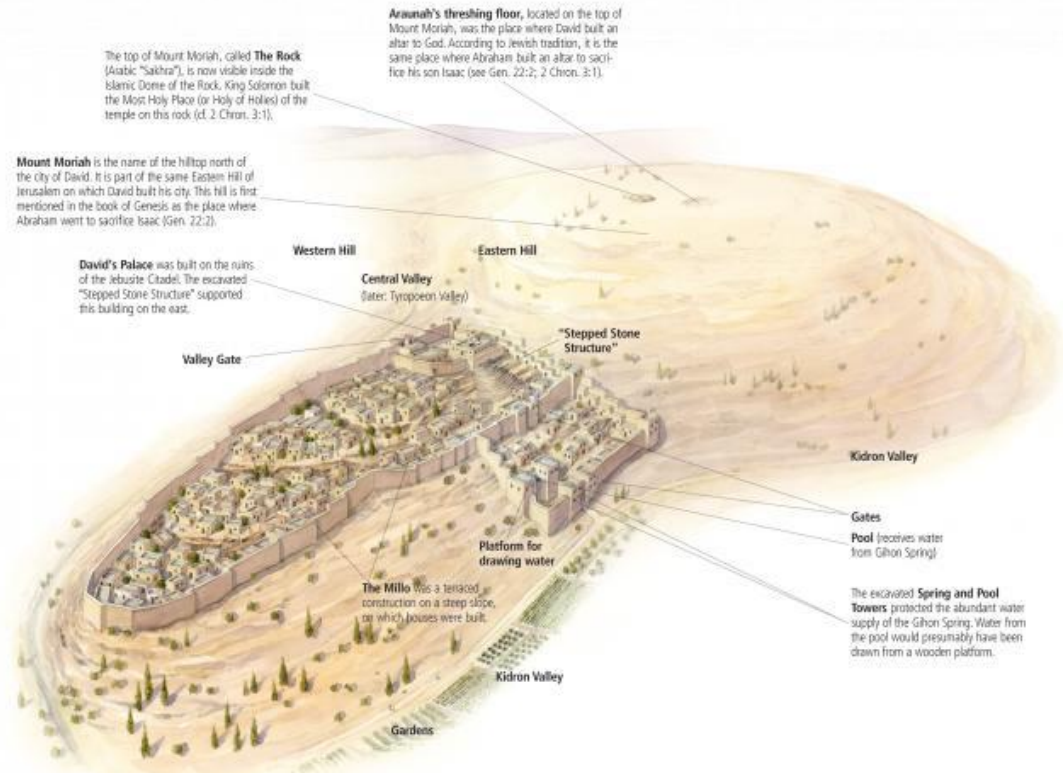 Araunah's threshing floor, located on the top of
Mount Moriah, was the place where David built an
altar to God. According to Jewish tradition, it is the
same place where Abraham built an altar to sacri-
fice his son Isaac (see Gen. 22:2; 2 Chron. 3:1).
The top of Mount Moriah, called The Rock
(Arabic "Sakhra"), is now visible inside the
Islamic Dome of the Rock. King Solomon built
the Most Holy Place (or Holy of Holies) of the
temple on this rock (cf. 2 Chron. 3:1).
Mount Moriah is the name of the hilltop north of
the city of David. It is part of the same Eastern Hill of
Jerusalem on which David built his city. This hill is first
mentioned in the book of Genesis as the place where
Abraham went to sacrifice Isaac (Gen. 22:2).
Western Hill
Eastern Hill
David's Palace was built on the ruins
of the Jebusite Citadel. The excavated
"Stepped Stone Structure" supported
this building on the east.
Central Valley
(later: Tyropoeon Valley)
"Stepped Stone
Structure"
Valley Gate
Kidron Valley
Gates
Pool (receives water
from Gihon Spring)
Platform for
drawing water
The Millo was a terraced
construction on a steep slope,
on which houses were built.
The excavated Spring and Pool
Towers protected the abundant water
supply of the Gihon Spring. Water from
the pool would presumably have been
drawn from a wooden platform.
Kidron Valley
Gardens